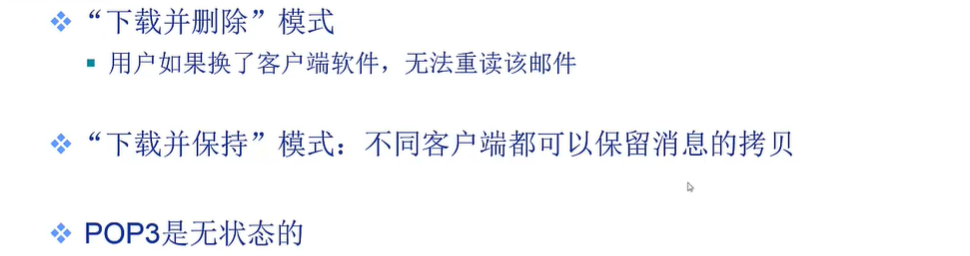 “下载并删除”模式
用户如果换了客户端软件，无法重读该邮件
“下载并保持”模式：不同客户端都可以保留消息的拷贝
POP3是无状态的